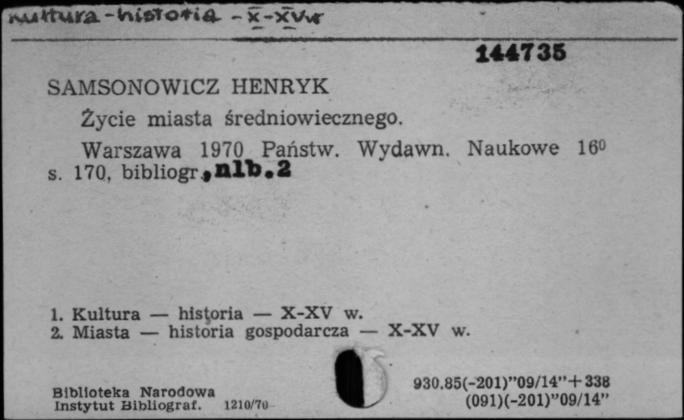 kultura - historia - X-XV w
144735
SAMSONOWICZ HENRYK
Życie miasta średniowiecznego.
Warszawa 1970 Państw. Wydawn. Naukowe 16⁰
s. 170, bibliogr., nlb. 2
1. Kultura — historia — X-XV w.
2. Miasta — historia gospodarcza — X-XV w.
930.85(-201)"09/14"+338
(091)(-201)"09/14"
Biblioteka Narodowa
Instytut Bibliograf. 1210/70